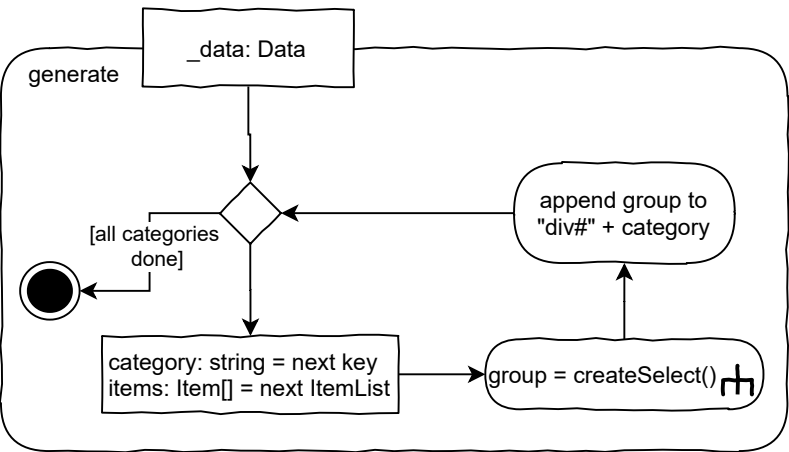 _data: Data
generate
append group to
"div#" + category
[all categories
done]
category: string = next key
items: Item[] = next ItemList
group = createSelect()